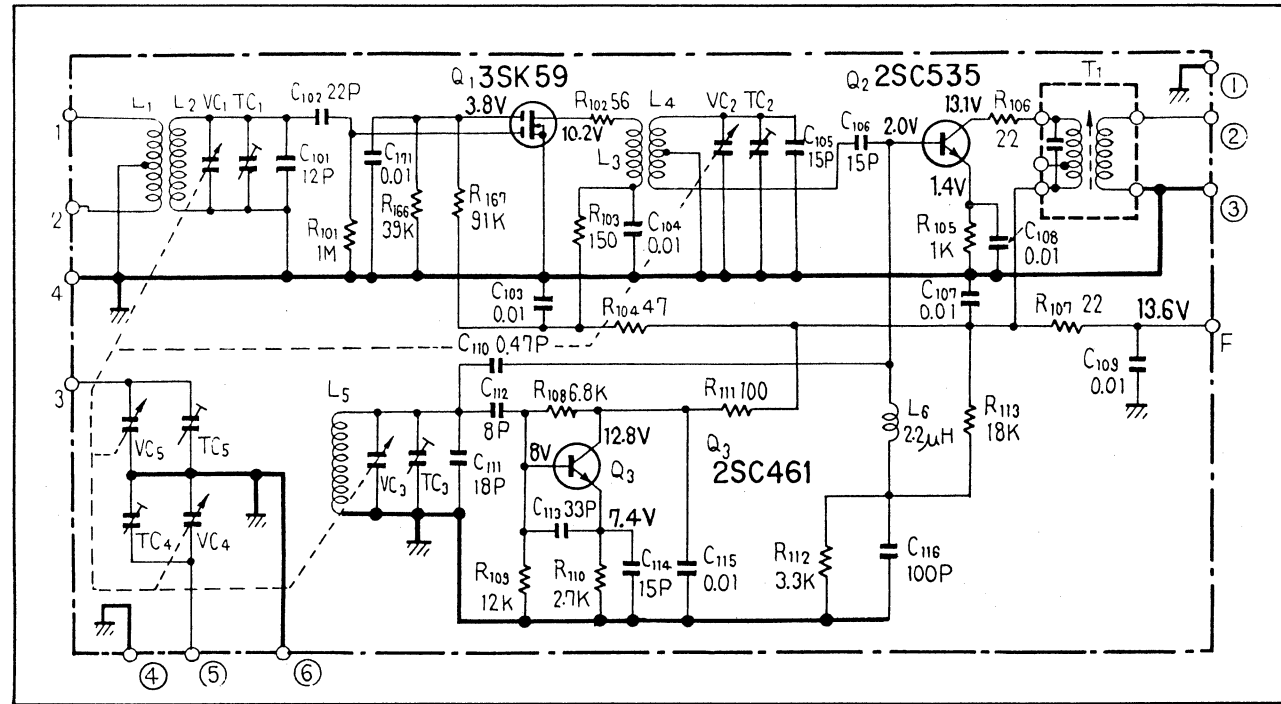 Q1 3SK59
Q2 2SC535
T1
①
L1
L2
VC1
TC1
C102 22P
3.8V
R102 56
10.2V
L4
VC2
TC2
C106
15P
2.0V
13.1V
R106
22
②
1
C101
12P
C171
0.01
R166
39K
R167
91K
L3
R103
150
C104
0.01
C105
15P
1.4V
R105
1K
C108
0.01
③
2
R101
1M
4
C103
0.01
R104 47
C107
0.01
R107 22
13.6V
F
C110 0.47P
C109
0.01
3
L5
C112
8P
R108 6.8K
R111 100
L6
2.2μH
R113
18K
VC5
TC5
VC3
TC3
C111
18P
8V
12.8V
Q3
Q3
2SC461
TC4
VC4
C113 33P
7.4V
R109
12K
R110
2.7K
C114
15P
C115
0.01
R112
3.3K
C116
100P
④
⑤
⑥